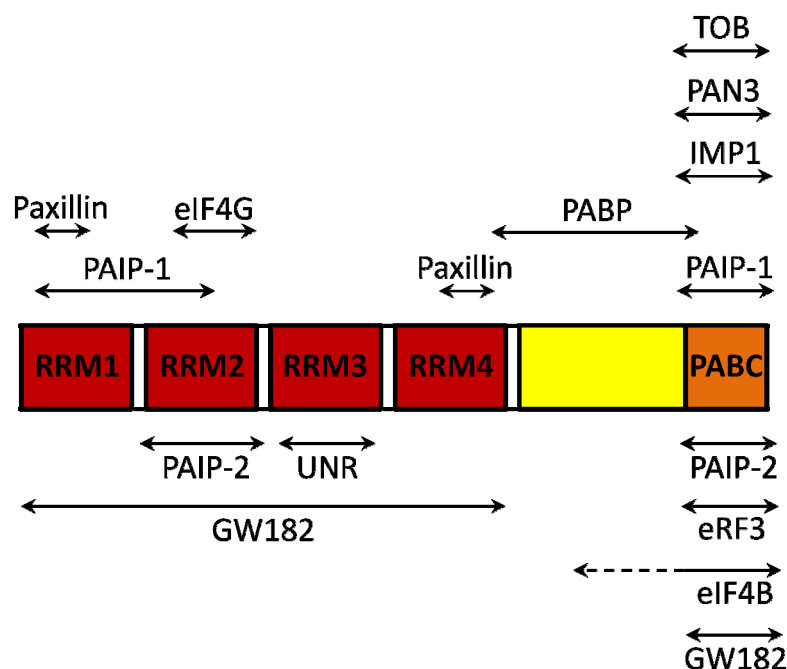 TOB
PAN3
IMP1
Paxillin eIF4G PABP
PAIP-1 Paxillin PAIP-1
RRM1 RRM2 RRM3 RRM4 PABC
PAIP-2 UNR PAIP-2
GW182 eRF3
eIF4B
GW182